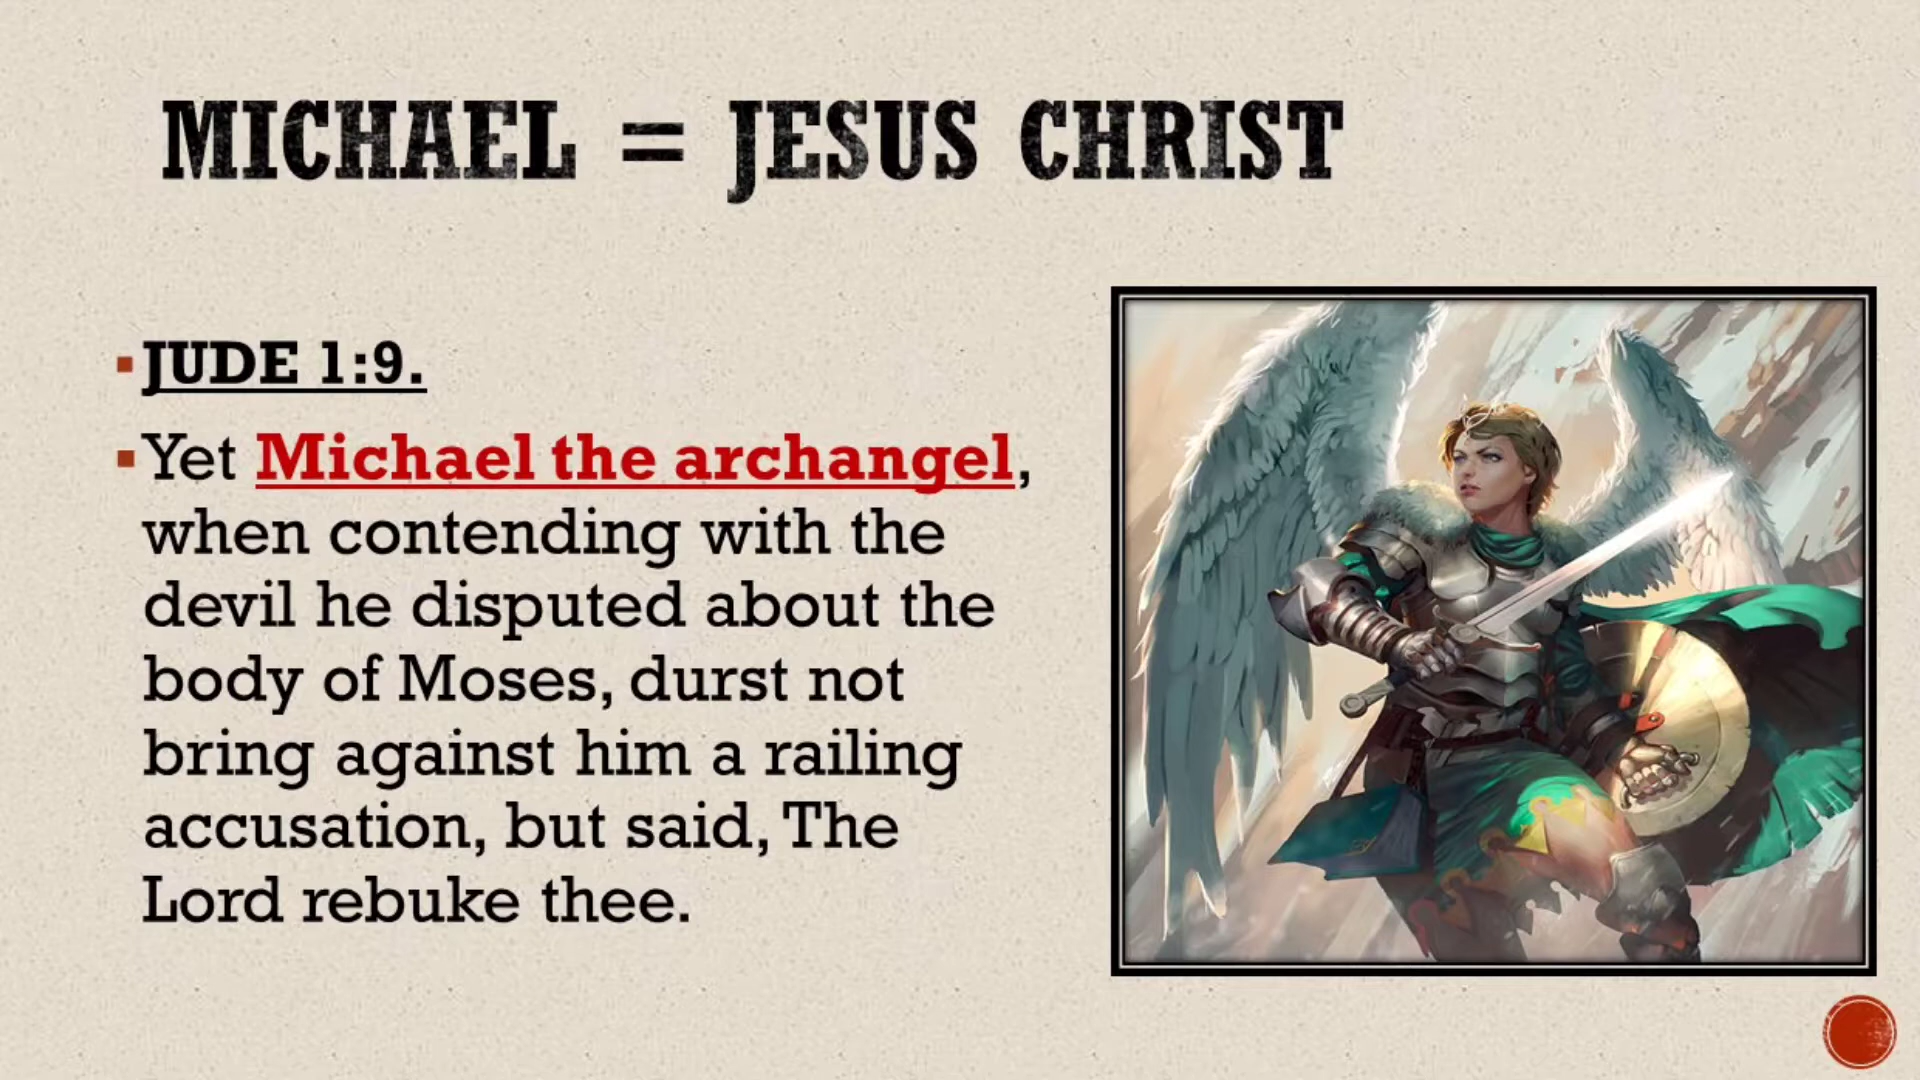 MICHAEL = JESUS CHRIST
JUDE 1:9.
Yet Michael the archangel,
when contending with the
devil he disputed about the
body of Moses, durst not
bring against him a railing
accusation, but said, The
Lord rebuke thee.